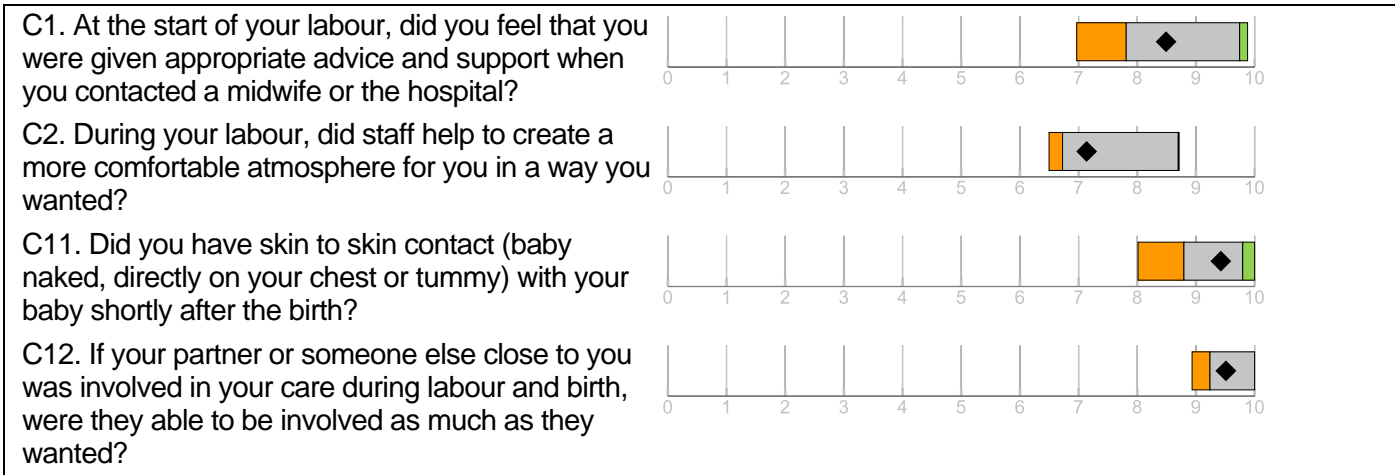 C1. At the start of your labour, did you feel that you
were given appropriate advice and support when
you contacted a midwife or the hospital?
0 1 2 3 4 5 6 7 8 9 10
C2. During your labour, did staff help to create a
more comfortable atmosphere for you in a way you
wanted?
0 1 2 3 4 5 6 7 8 9 10
C11. Did you have skin to skin contact (baby
naked, directly on your chest or tummy) with your
baby shortly after the birth?
0 1 2 3 4 5 6 7 8 9 10
C12. If your partner or someone else close to you
was involved in your care during labour and birth,
were they able to be involved as much as they
wanted?
0 1 2 3 4 5 6 7 8 9 10